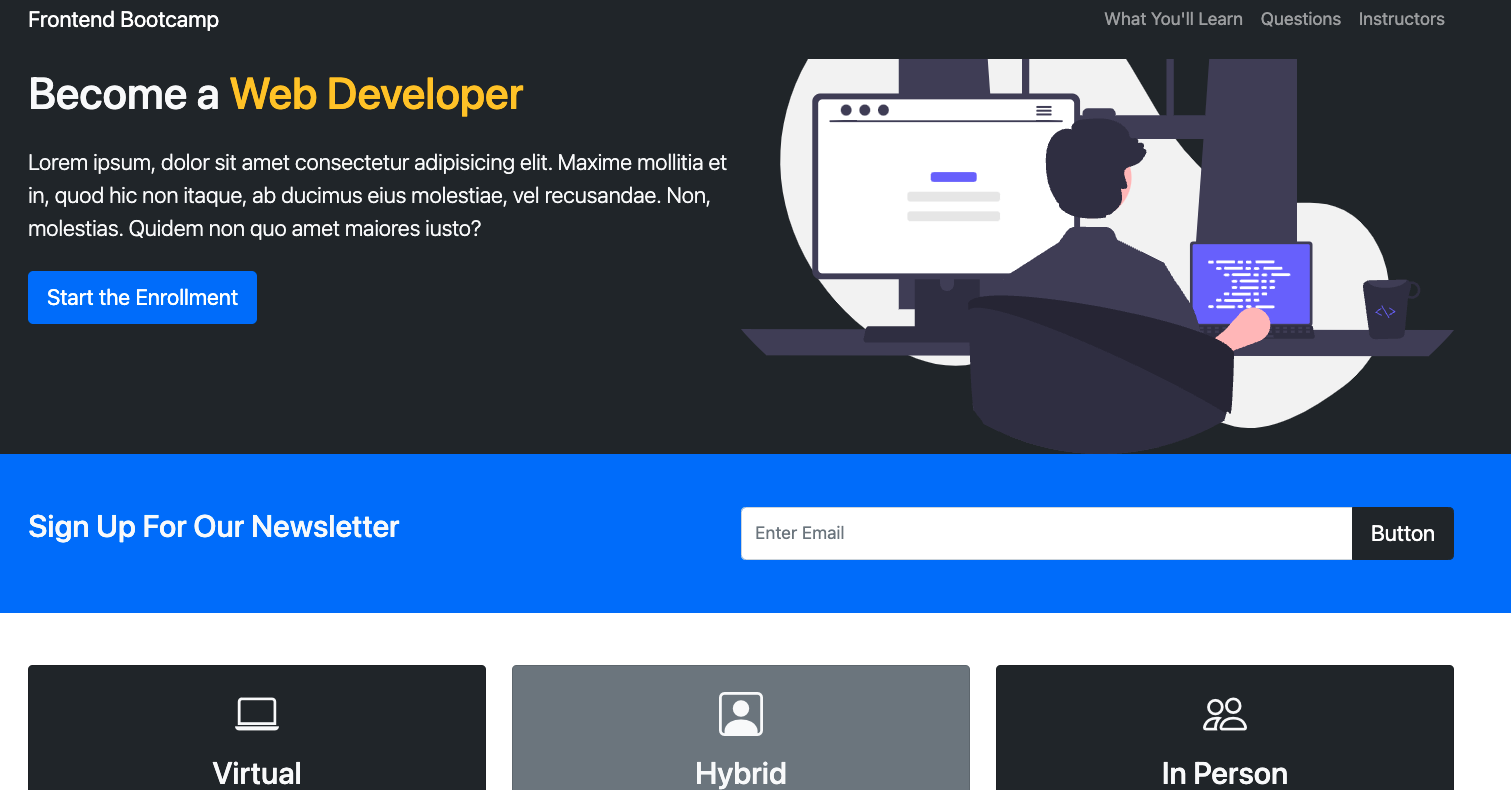 Frontend Bootcamp
What You'll Learn Questions Instructors
Become a Web Developer
Lorem ipsum, dolor sit amet consectetur adipisicing elit. Maxime mollitia et
in, quod hic non itaque, ab ducimus eius molestiae, vel recusandae. Non,
molestias. Quidem non quo amet maiores iusto?
Start the Enrollment
<\>
Sign Up For Our Newsletter
Enter Email
Button
Virtual
Hybrid
In Person